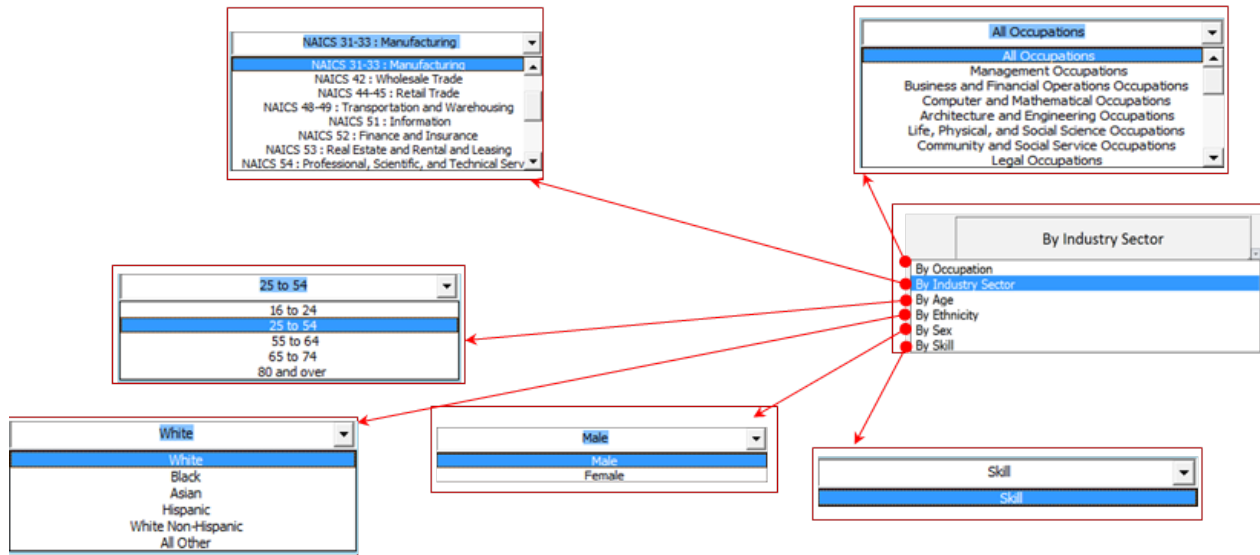 NAICS 31-33 : Manufacturing
NAICS 31-33 : Manufacturing
NAICS 42 : Wholesale Trade
NAICS 44-45 : Retail Trade
NAICS 48-49 : Transportation and Warehousing
NAICS 51 : Information
NAICS 52 : Finance and Insurance
NAICS 53 : Real Estate and Rental and Leasing
NAICS 54 : Professional, Scientific, and Technical Serv
All Occupations
All Occupations
Management Occupations
Business and Financial Operations Occupations
Computer and Mathematical Occupations
Architecture and Engineering Occupations
Life, Physical, and Social Science Occupations
Community and Social Service Occupations
Legal Occupations
By Industry Sector
By Occupation
By Industry Sector
By Age
By Ethnicity
By Sex
By Skill
25 to 54
16 to 24
25 to 54
55 to 64
65 to 74
80 and over
White
White
Black
Asian
Hispanic
White Non-Hispanic
All Other
Male
Male
Female
Skill
Skill